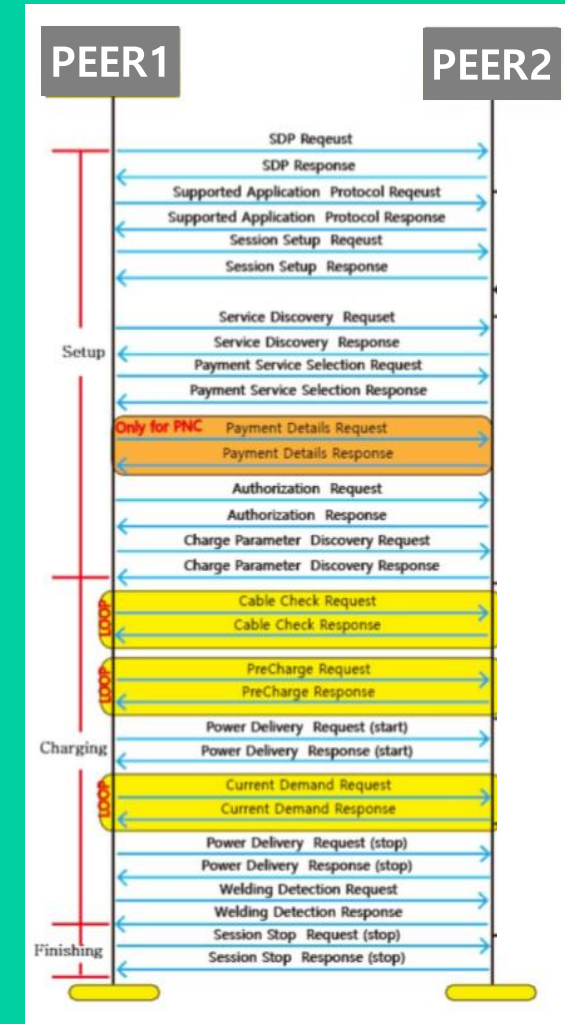 PEER1
PEER2
SDP Reqeust
SDP Response
Supported Application Protocol Reqeust
Supported Application Protocol Response
Session Setup Reqeust
Session Setup Response
Service Discovery Requset
Service Discovery Response
Setup
Payment Service Selection Request
Payment Service Selection Response
Only for PNC Payment Details Request
Payment Details Response
Authorization Request
Authorization Response
Charge Parameter Discovery Request
Charge Parameter Discovery Response
LOOP
Cable Check Request
Cable Check Response
LOOP
PreCharge Request
PreCharge Response
Power Delivery Request (start)
Charging
Power Delivery Response (start)
LOOP
Current Demand Request
Current Demand Response
Power Delivery Request (stop)
Power Delivery Response (stop)
Welding Detection Request
Welding Detection Response
Session Stop Request (stop)
Finishing
Session Stop Response (stop)